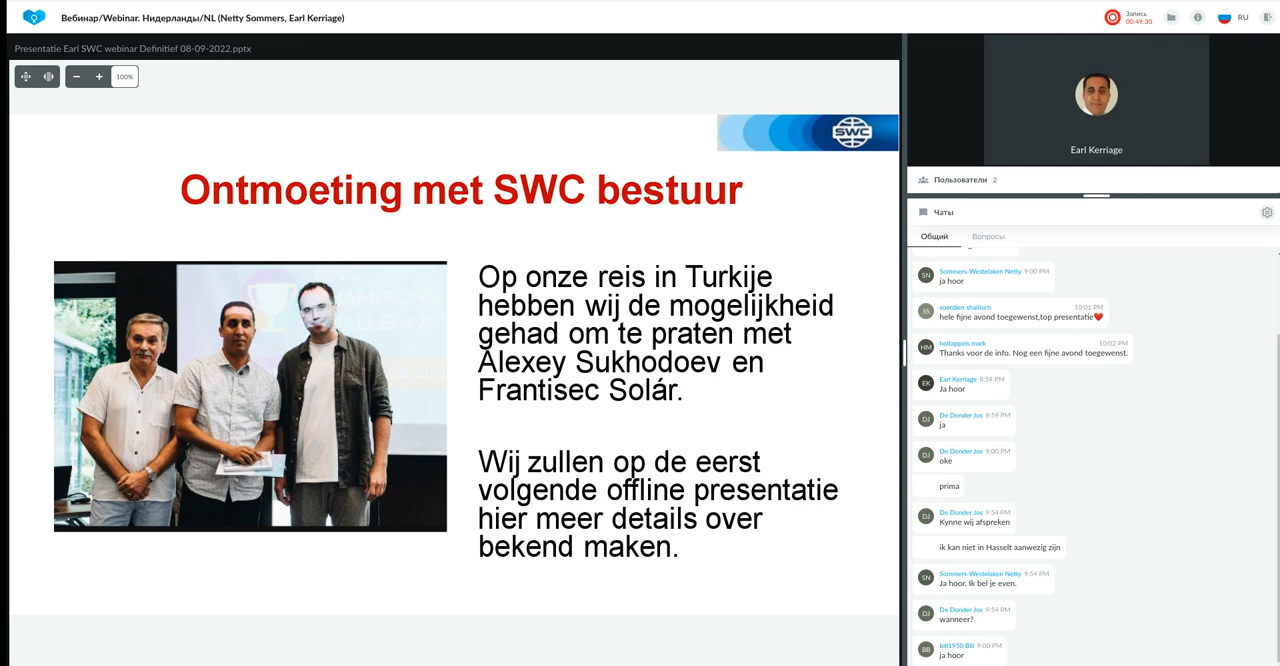 Вебинар/Webinar. Нидерланды/NL (Netty Sommers, Earl Kerriage)
Запись
00:49:30
RU
Presentatie Earl SWC webinar Definitief 08-09-2022.pptx
100%
SWC
Ontmoeting met SWC bestuur
Op onze reis in Turkije
hebben wij de mogelijkheid
gehad om te praten met
Alexey Sukhodoev en
Frantisec Solár.
Wij zullen op de eerst
volgende offline presentatie
hier meer details over
bekend maken.
Earl Kerriage
Пользователи 2
Чаты
Общий Вопросы
SN Sommers-Westelaken Netty 9:00 PM
ja hoor
SS soerdien shailisch 10:01 PM
hele fijne avond toegewenst,top presentatie❤️
HM holtappels mark 10:02 PM
Thanks voor de info. Nog een fijne avond toegewenst.
EK Earl Kerriage 8:59 PM
Ja hoor
DJ De Donder Jos 8:59 PM
ja
DJ De Donder Jos 9:00 PM
oke
prima
DJ De Donder Jos 9:54 PM
Kynne wij afspreken
ik kan niet in Hasselt aanwezig zijn
SN Sommers-Westelaken Netty 9:54 PM
Ja hoor. Ik bel je even.
DJ De Donder Jos 9:54 PM
wanneer?
BB bill1950 Bill 9:00 PM
ja hoor